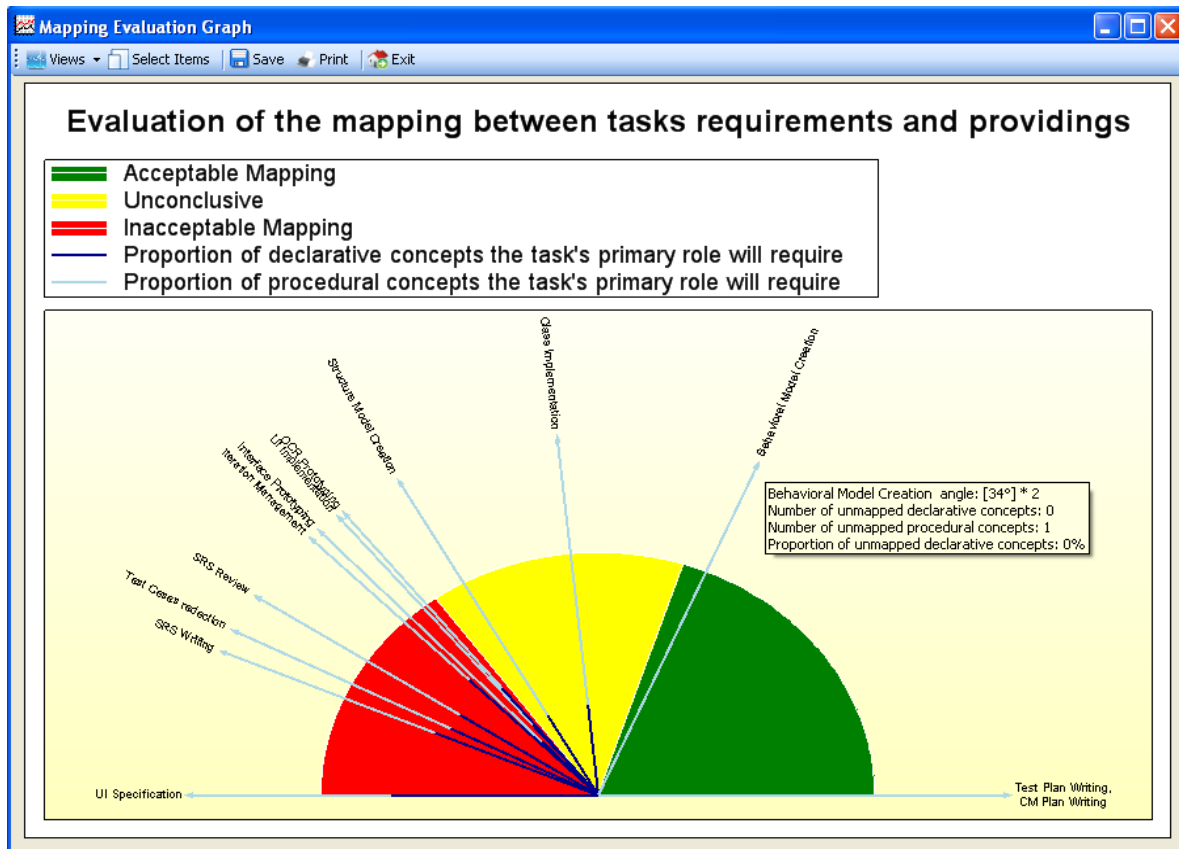 Mapping Evaluation Graph
Views Select Items Save Print Exit
Evaluation of the mapping between tasks requirements and providings
Acceptable Mapping
Unconclusive
Inacceptable Mapping
Proportion of declarative concepts the task's primary role will require
Proportion of procedural concepts the task's primary role will require
Class Implementation
Behavioral Model Creation
Structure Model Creation
OCR Prototyping
UI Implementation
Interface Prototyping
Iteration Management
Behavioral Model Creation angle: [34°] * 2
Number of unmapped declarative concepts: 0
Number of unmapped procedural concepts: 1
Proportion of unmapped declarative concepts: 0%
SRS Review
Test Cases redaction
SRS Writing
UI Specification
Test Plan Writing,
CM Plan Writing